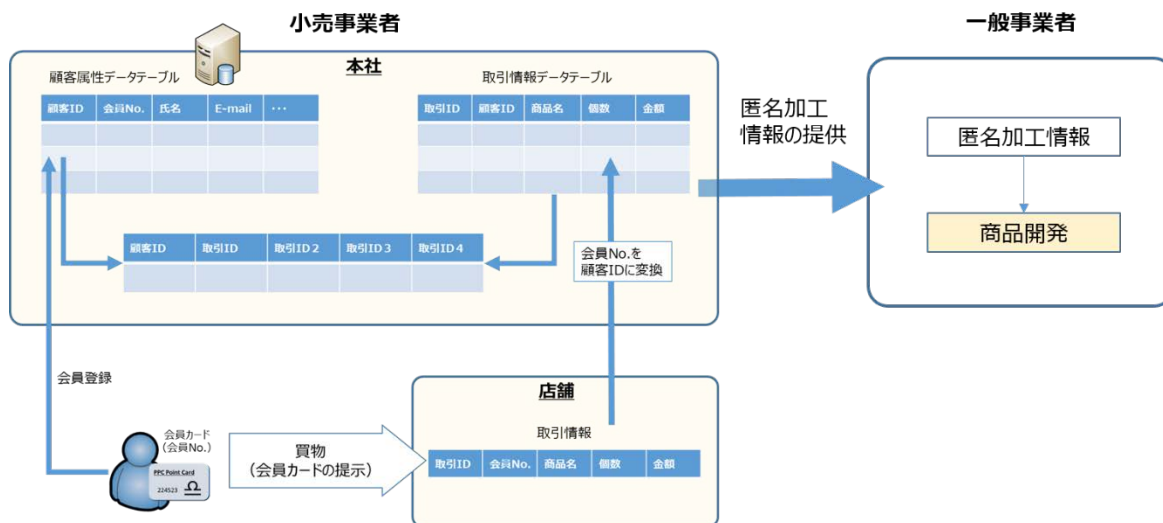 小売事業者
一般事業者
本社
顧客属性データテーブル
取引情報データテーブル
顧客ID 会員No. 氏名 E-mail ・・・
取引ID 顧客ID 商品名 個数 金額
匿名加工
情報の提供
匿名加工情報
商品開発
顧客ID 取引ID 取引ID2 取引ID3 取引ID4
会員No.を
顧客IDに変換
会員登録
店舗
取引情報
会員カード
(会員No.)
買物
(会員カードの提示)
取引ID 会員No. 商品名 個数 金額
PPC Point Card
224523